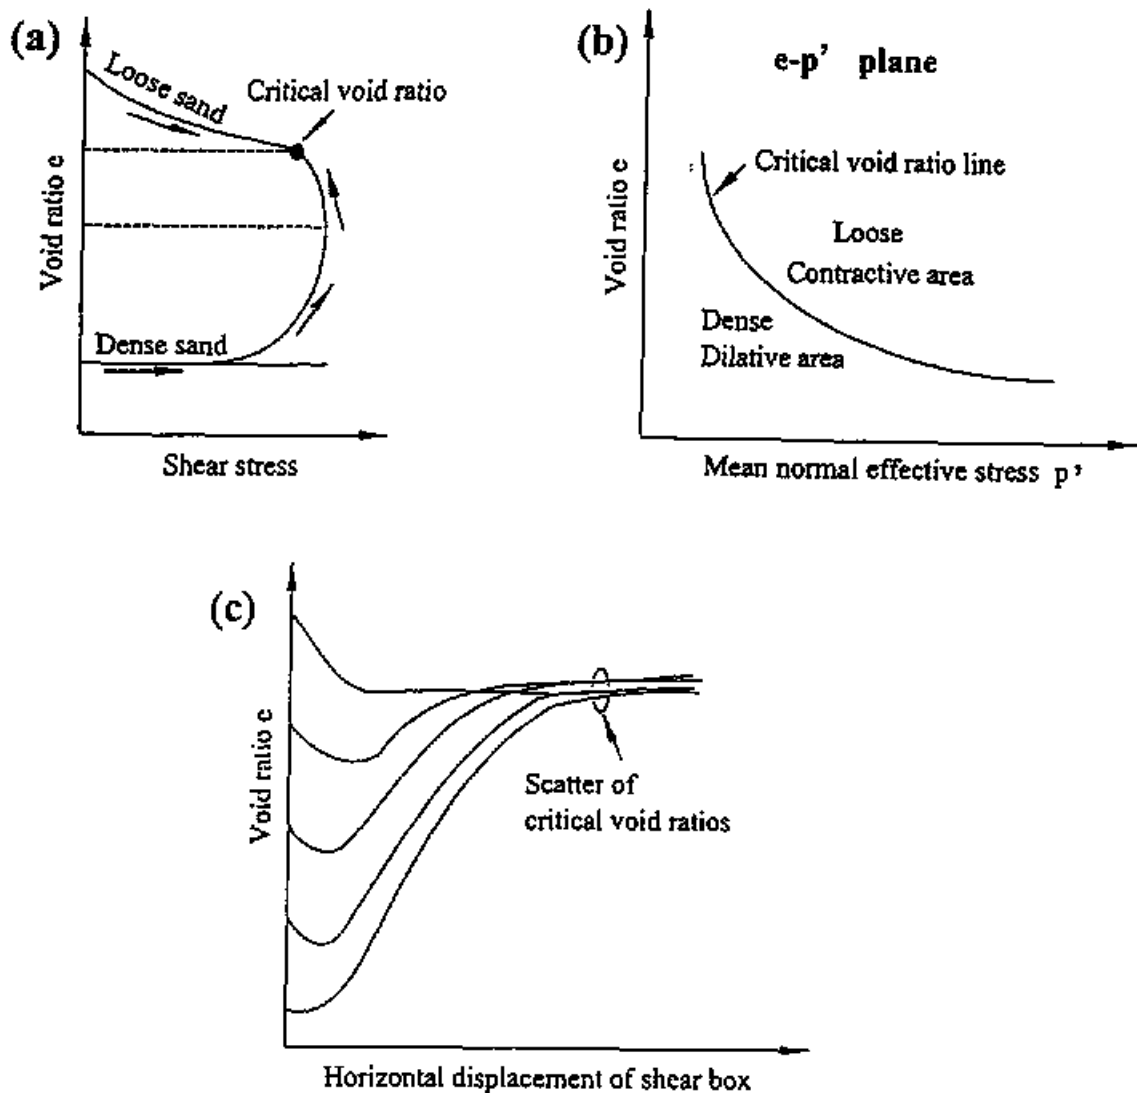 (a)
Loose sand
Critical void ratio
Void ratio e
Dense sand
Shear stress
(b)
e-p' plane
Void ratio e
Critical void ratio line
Loose
Contractive area
Dense
Dilative area
Mean normal effective stress p'
(c)
Void ratio e
Scatter of
critical void ratios
Horizontal displacement of shear box